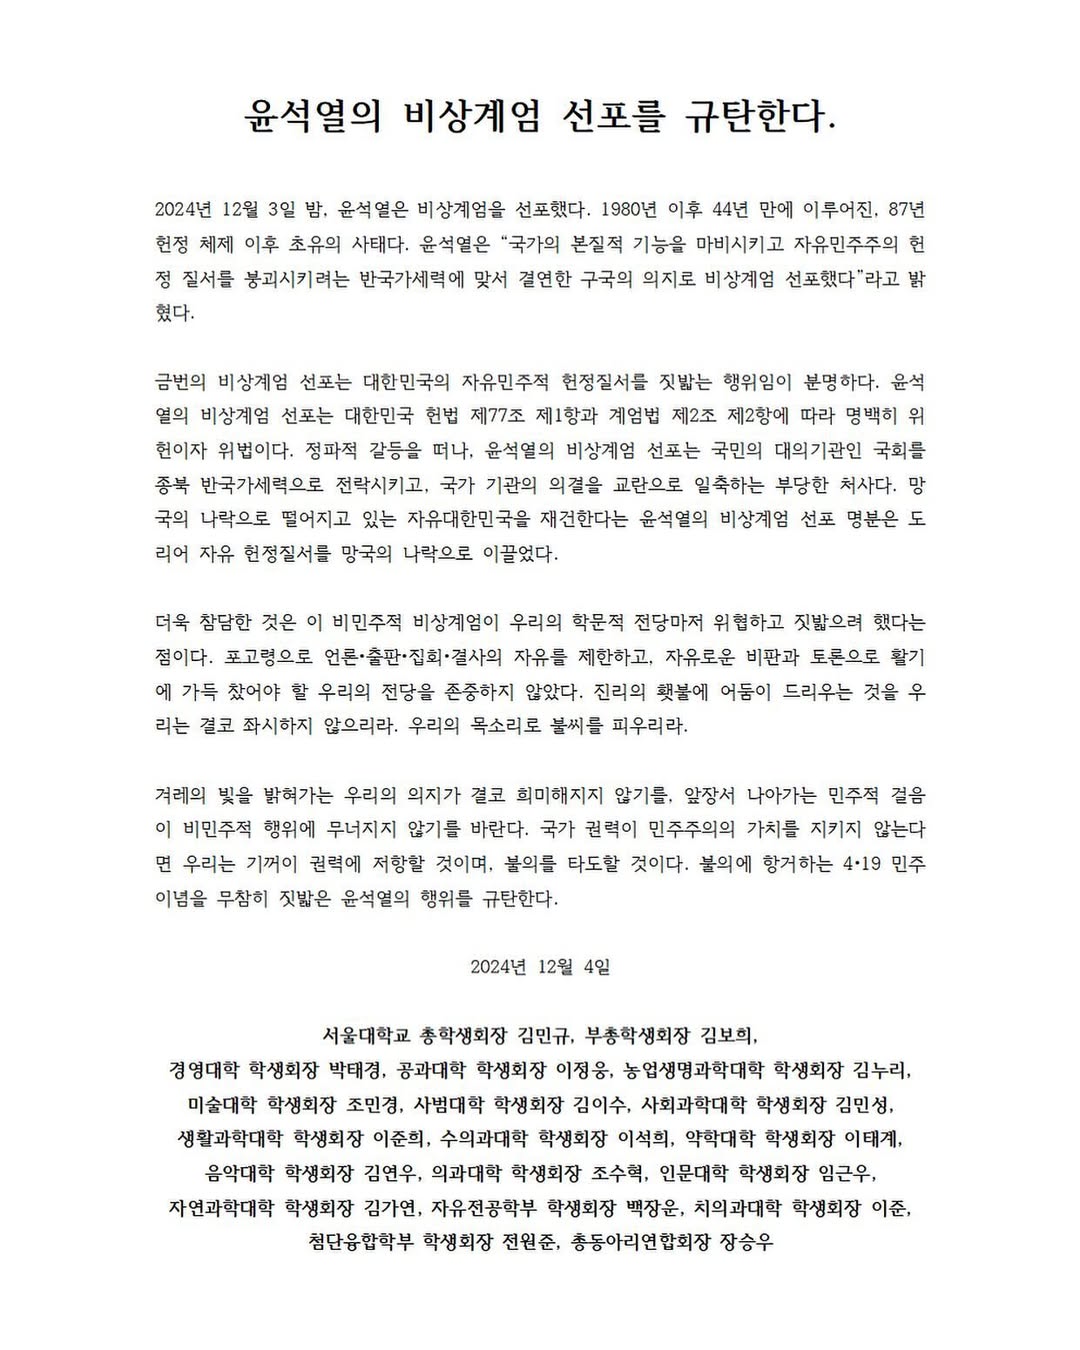 윤석열의 비상계엄 선포를 규탄한다.
2024년 12월 3일 밤, 윤석열은 비상계엄을 선포했다. 1980년 이후 44년 만에 이루어진, 87년
헌정 체제 이후 초유의 사태다. 윤석열은 “국가의 본질적 기능을 마비시키고 자유민주주의 헌
정 질서를 붕괴시키려는 반국가세력에 맞서 결연한 구국의 의지로 비상계엄 선포했다”라고 밝
혔다.
금번의 비상계엄 선포는 대한민국의 자유민주적 헌정질서를 짓밟는 행위임이 분명하다. 윤석
열의 비상계엄 선포는 대한민국 헌법 제77조 제1항과 계엄법 제2조 제2항에 따라 명백히 위
헌이자 위법이다. 정파적 갈등을 떠나, 윤석열의 비상계엄 선포는 국민의 대의기관인 국회를
종북 반국가세력으로 전락시키고, 국가 기관의 의결을 교란으로 일축하는 부당한 처사다. 망
국의 나락으로 떨어지고 있는 자유대한민국을 재건한다는 윤석열의 비상계엄 선포 명분은 도
리어 자유 헌정질서를 망국의 나락으로 이끌었다.
더욱 참담한 것은 이 비민주적 비상계엄이 우리의 학문적 전당마저 위협하고 짓밟으려 했다는
점이다. 포고령으로 언론•출판•집회•결사의 자유를 제한하고, 자유로운 비판과 토론으로 활기
에 가득 찼어야 할 우리의 전당을 존중하지 않았다. 진리의 횃불에 어둠이 드리우는 것을 우
리는 결코 좌시하지 않으리라. 우리의 목소리로 불씨를 피우리라.
겨레의 빛을 밝혀가는 우리의 의지가 결코 희미해지지 않기를, 앞장서 나아가는 민주적 걸음
이 비민주적 행위에 무너지지 않기를 바란다. 국가 권력이 민주주의의 가치를 지키지 않는다
면 우리는 기꺼이 권력에 저항할 것이며, 불의를 타도할 것이다. 불의에 항거하는 4•19 민주
이념을 무참히 짓밟은 윤석열의 행위를 규탄한다.
2024년 12월 4일
서울대학교 총학생회장 김민규, 부총학생회장 김보희,
경영대학 학생회장 박태경, 공과대학 학생회장 이정웅, 농업생명과학대학 학생회장 김누리,
미술대학 학생회장 조민경, 사범대학 학생회장 김이수, 사회과학대학 학생회장 김민성,
생활과학대학 학생회장 이준희, 수의과대학 학생회장 이석희, 약학대학 학생회장 이태계,
음악대학 학생회장 김연우, 의과대학 학생회장 조수혁, 인문대학 학생회장 임근우,
자연과학대학 학생회장 김가연, 자유전공학부 학생회장 백장운, 치의과대학 학생회장 이준,
첨단융합학부 학생회장 전원준, 총동아리연합회장 장승우